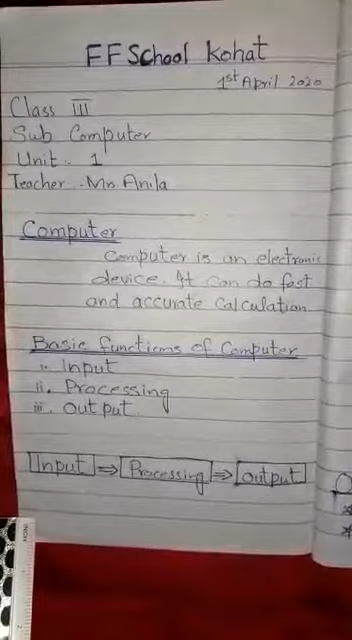 FF School Kohat
1st April 2020
Class III
Sub Computer
Unit . 1
Teacher . Mrs. Anila
Computer
Computer is an electronic
device. It can do fast
and accurate calculation.
Basic functions of Computer
i. Input
ii. Processing
iii. output
Input ⇒ Processing ⇒ output